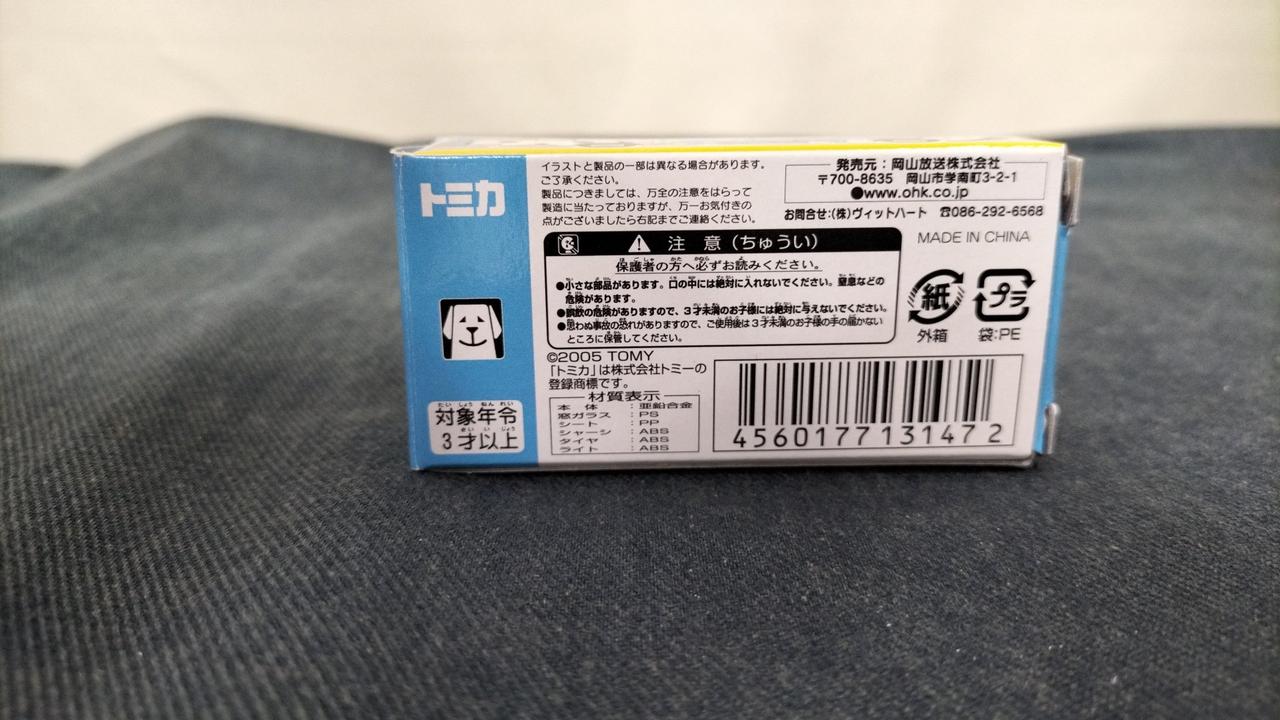 トミカ
対象年令
たいしょうねんれい
3才以上
さいいじょう
イラストと製品の一部は異なる場合があります。
ご了承ください。
製品につきましては、万全の注意をはらって
製造に当たっておりますが、万一お気付きの
点がございましたら右記までご連絡ください。
発売元：岡山放送株式会社
〒700-8635 岡山市学南町3-2-1
●www.ohk.co.jp
お問合せ:(株)ヴィットハート ☎086-292-6568
注 意（ちゅうい）
保護者の方へ必ずお読みください。
●小さな部品があります。口の中には絶対に入れないでください。窒息などの
危険があります。
●誤飲の危険がありますので、3才未満のお子様には絶対に与えないでください。
●思わぬ事故の恐れがありますので、ご使用後は3才未満のお子様の手の届かない
ところに保管してください。
MADE IN CHINA
紙
プラ
外箱
袋:PE
©2005 TOMY
「トミカ」は株式会社トミーの
登録商標です。
材質表示
本体：亜鉛合金
窓ガラス：PS
シート：PP
シャーシ：ABS
タイヤ：ABS
ライト：ABS
4560177131472